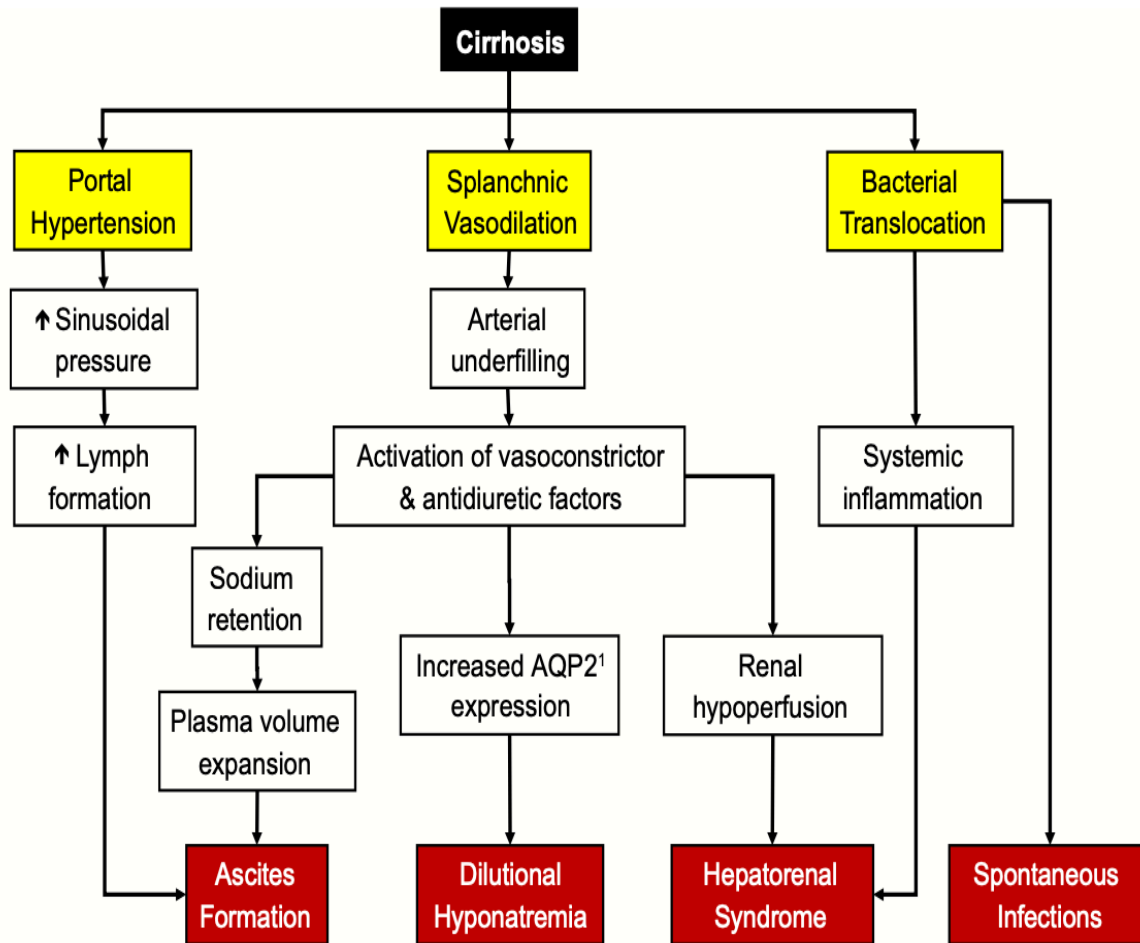 Cirrhosis
Portal
Hypertension
Splanchnic
Vasodilation
Bacterial
Translocation
↑ Sinusoidal
pressure
Arterial
underfilling
↑ Lymph
formation
Activation of vasoconstrictor
& antidiuretic factors
Systemic
inflammation
Sodium
retention
Increased AQP2¹
expression
Renal
hypoperfusion
Plasma volume
expansion
Ascites
Formation
Dilutional
Hyponatremia
Hepatorenal
Syndrome
Spontaneous
Infections